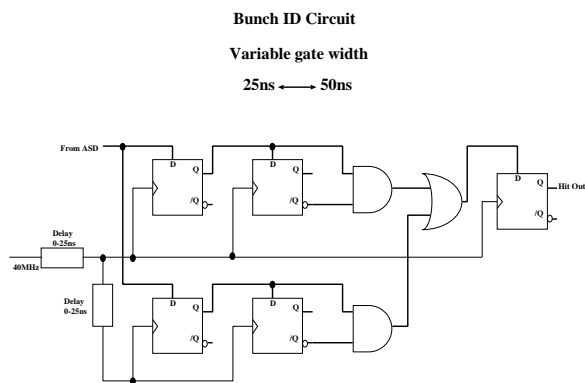 Bunch ID Circuit
Variable gate width
25ns 50ns
From ASD
D Q
/Q
D Q
/Q
D Q
/Q
Hit Out
Delay
0-25ns
40MHz
Delay
0-25ns
D Q
/Q
D Q
/Q